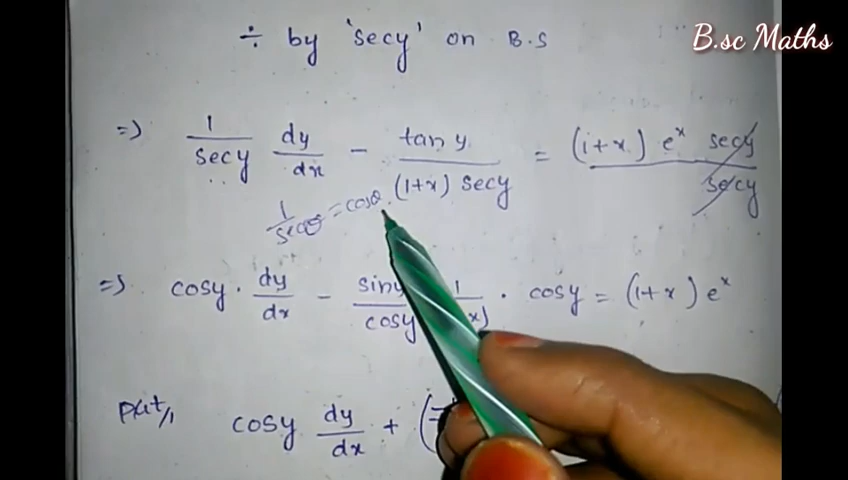 ÷ by 'secy' on B.S
B.sc Maths
=) 1/secy dy/dx - tan y/(1+x) secy = (1+x) e^x secy/secy
1/secθ = cosθ.
=) cosy · dy/dx - siny/cosy 1/x) · cosy = (1+x) e^x
Put, cosy dy/dx + (